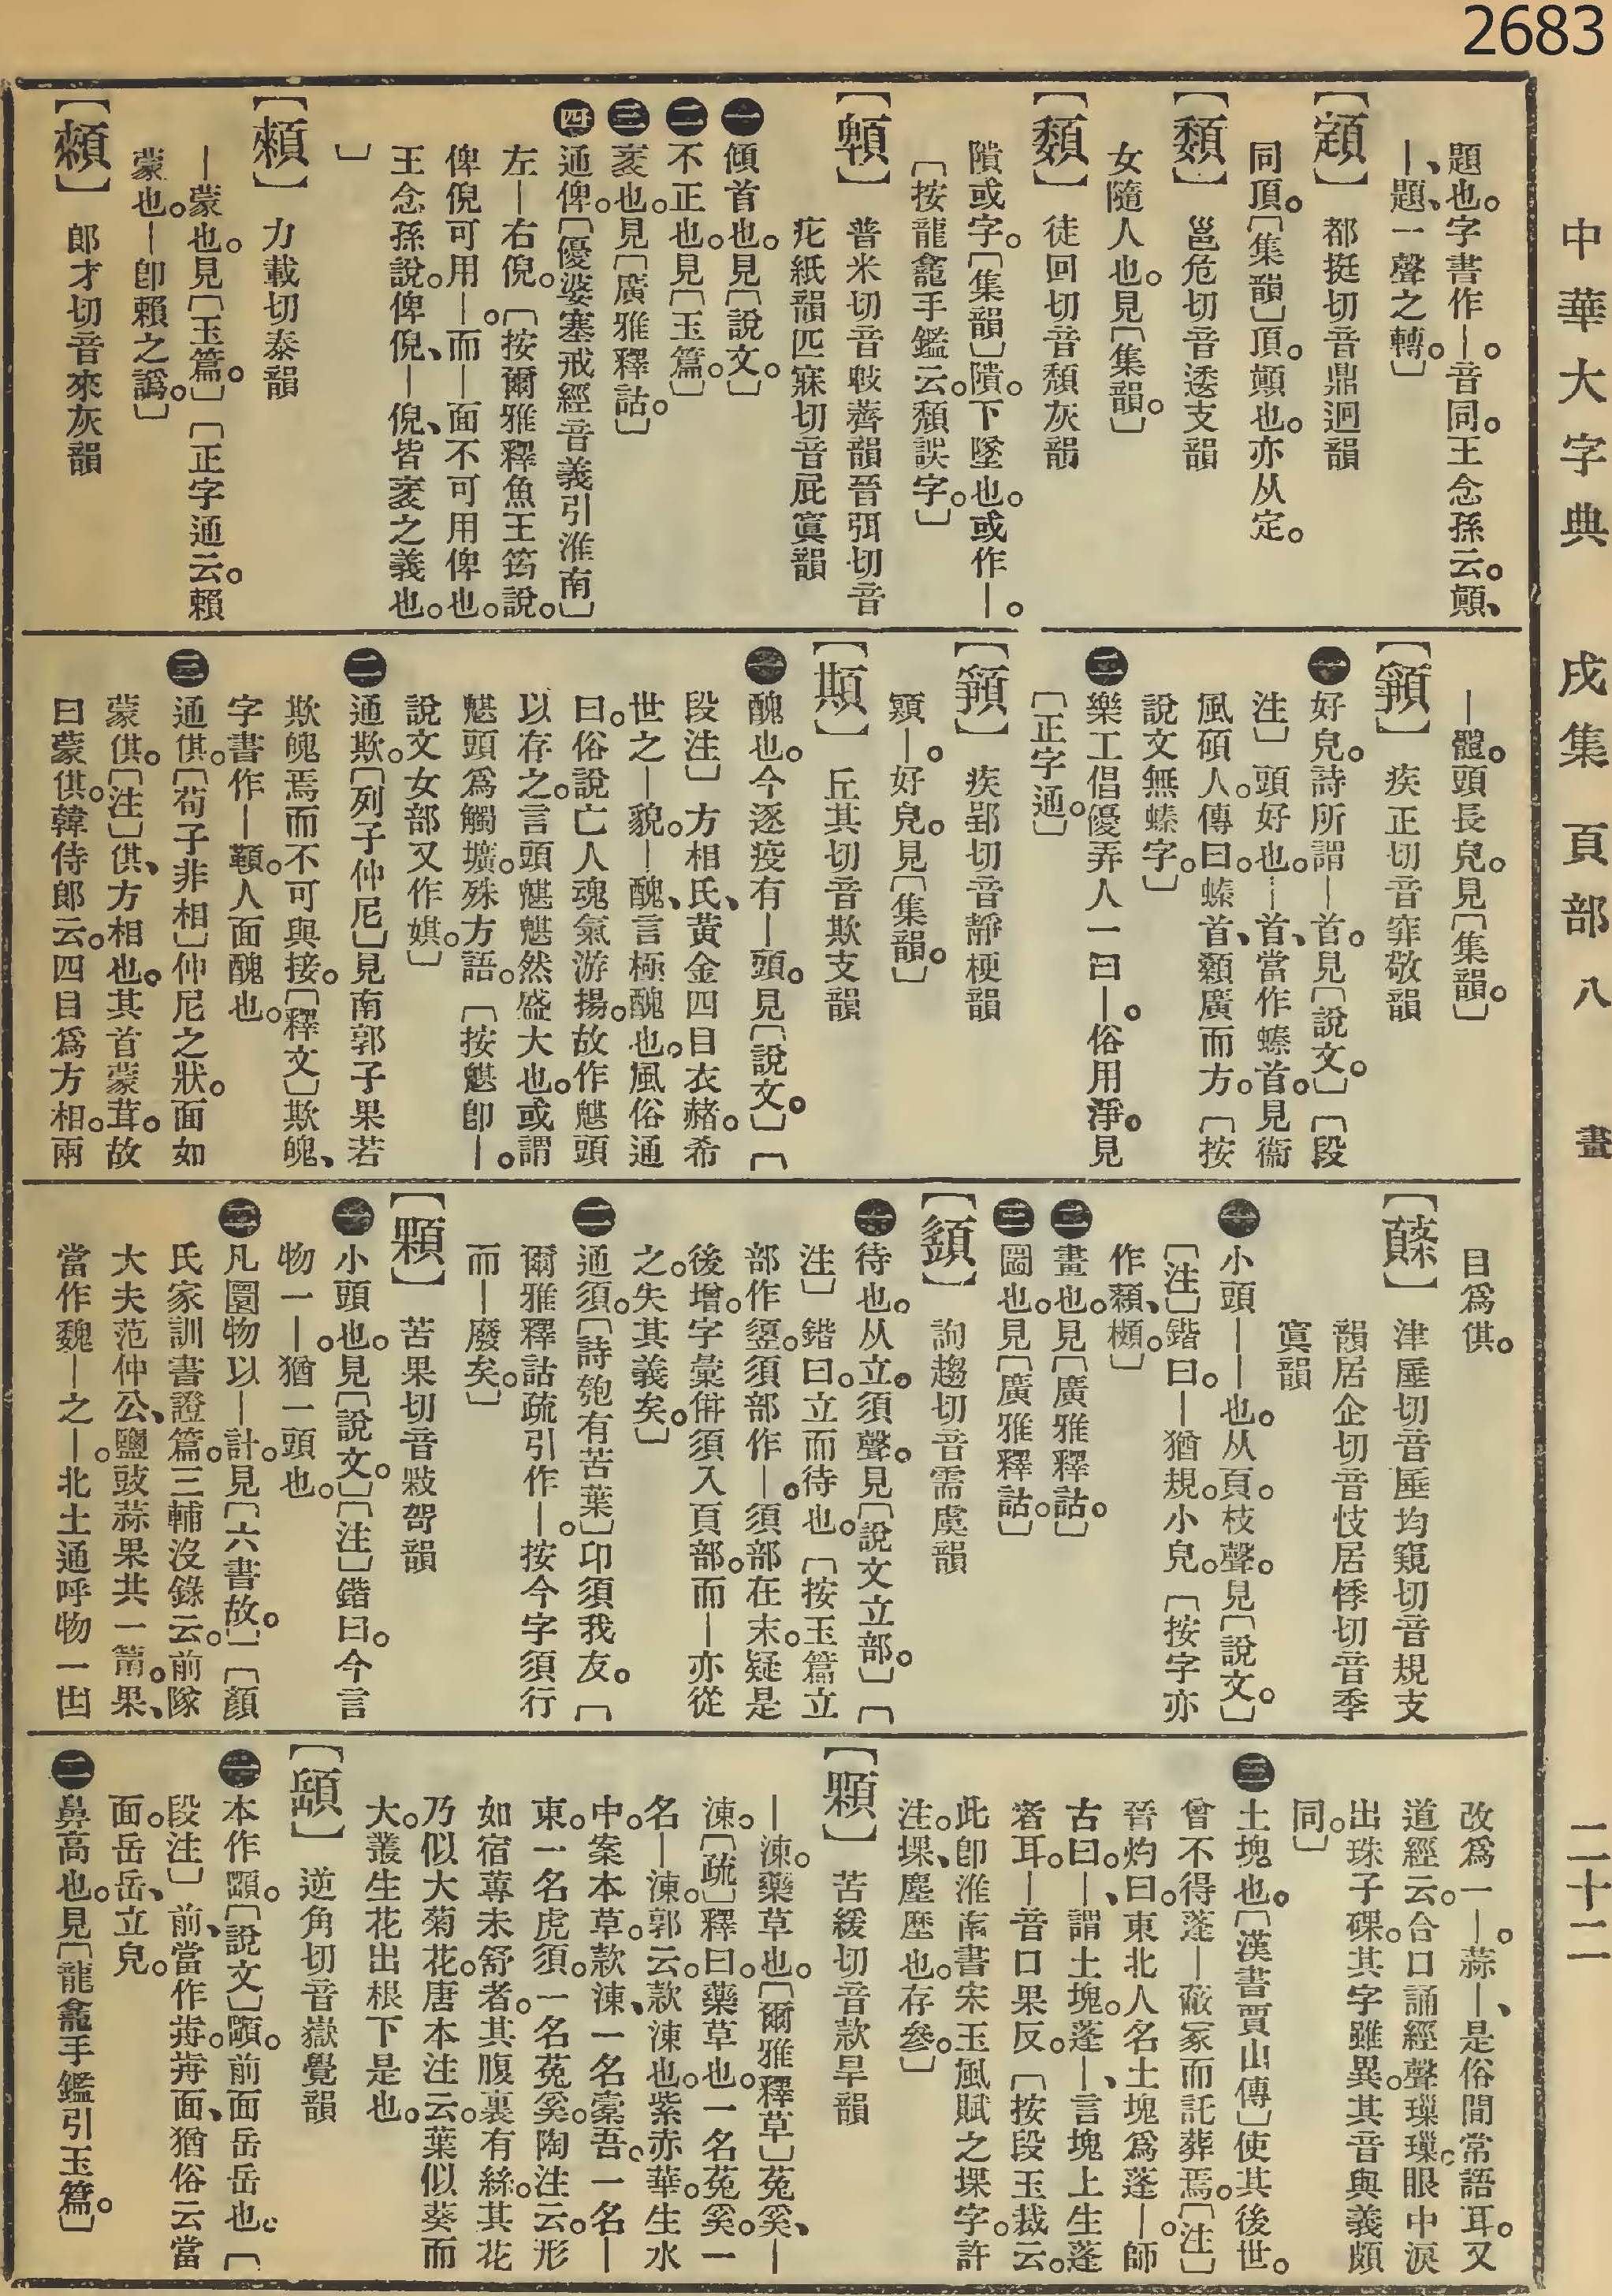 2683
中華大字典　戌集　頁部　八畫　二十二
題也。字書作｜。音同。王念孫云。顚、
｜、題、一聲之轉。〕
【顁】　都挺切音鼎迥韻
同頂。〔集韻〕頂。顚也。亦从定。
【䫋】　邕危切音逶支韻
女隨人也。見〔集韻。〕
【䫋】　徒回切音頹灰韻
隤或字。〔集韻〕隤。下墜也。或作｜。
〔按龍龕手鑑云。頹誤字。〕
【顊】　普米切音㩻薺韻晉弭切音
疕紙韻匹寐切音屁寘韻
一　傾首也。見〔說文。〕
二　不正也。見〔玉篇。〕
三　衺也。見〔廣雅釋詁。〕
四　通俾。〔優婆塞戒經音義引淮南〕
左｜右倪。〔按爾雅釋魚王筠說。
俾倪可用｜。而｜面不可用俾也。
王念孫說。俾倪、｜倪、皆衺之義也。
〕
【顂】　力載切泰韻
｜蒙也。見〔玉篇。〕〔正字通云。賴
蒙也。｜卽賴之譌。〕
【顂】　郎才切音來灰韻
｜䫹。頭長皃。見〔集韻。〕
【䫆】　疾正切音穽敬韻
一　好皃。詩所謂｜首。見〔說文。〕〔段
注〕頭好也。｜首、當作螓首。見衞
風碩人。傳曰。螓首、顙廣而方。〔按
說文無螓字。〕
二　樂工倡優弄人一曰｜。俗用淨。見
〔正字通。〕
【䫆】　疾郢切音靜梗韻
顈｜。好皃。見〔集韻。〕
【䫏】　丘其切音欺支韻
一　醜也。今逐疫有｜頭。見〔說文。〕〔
段注〕方相氏、黃金四目衣赭。希
世之｜貌。｜醜、言極醜也。風俗通
曰。俗說亡人魂氣游揚。故作魌頭
以存之。言頭魌魌然盛大也。或謂
魌頭爲觸壙。殊方語。〔按魌卽｜。
說文女部又作娸。〕
二　通欺。〔列子仲尼〕見南郭子果若
欺魄焉而不可與接。〔釋文〕欺魄、
字書作｜顐。人面醜也。
三　通倛。〔荀子非相〕仲尼之狀。面如
蒙倛。〔注〕倛、方相也。其首蒙茸。故
曰蒙倛。韓侍郎云。四目爲方相。兩
目爲倛。
【䫌】　津垂切音厜均窺切音規支
韻居企切音忮居悸切音季
寘韻
一　小頭｜｜也。从頁。枝聲。見〔說文。〕
〔注〕鍇曰。｜猶規。小皃。〔按字亦
作䫌、䫌。〕
二　畫也。見〔廣雅釋詁。〕
三　圖也。見〔廣雅釋詁。〕
【䇓】　詢趨切音需虞韻
一　待也。从立。須聲。見〔說文立部。〕〔
注〕鍇曰。立而待也。〔按玉篇立
部作䇓。須部作｜。須部在末。疑是
後增。字彙倂須入頁部。而｜亦從
之。失其義矣。〕
二　通須。〔詩匏有苦葉〕卬須我友。〔
爾雅釋詁疏引作｜。按今字須行
而｜廢矣。〕
【顆】　苦果切音敤哿韻
一　小頭也。見〔說文。〕〔注〕鍇曰。今言
物一｜。猶一頭也。
二　凡圜物以｜計。見〔六書故。〕〔顏
氏家訓書證篇。三輔決錄云。前隊
大夫范仲公、鹽豉蒜果共一筩。果、
當作魏｜之｜。北土通呼物一凷
改爲一｜。蒜｜、是俗間常語耳。又
道經云。合口誦經聲璅璅。眼中淚
出珠子䂺。其字雖異。其音與義頗
同。〕
三　土塊也。〔漢書賈山傳〕使其後世。
曾不得蓬｜蔽冢而託葬焉。〔注〕
晉灼曰。東北人名土塊爲蓬｜。師
古曰。｜、謂土塊。蓬｜、言塊上生蓬
者耳。｜音口果反。〔按段玉裁云。
此卽淮南書宋玉風賦之堁字。許
注。堁、塵壓也。存參。〕
【顆】　苦緩切音款旱韻
｜涷。藥草也。〔爾雅釋草〕菟奚、｜
涷。〔疏〕釋曰。藥草也。一名菟奚。一
名｜涷。郭云。款涷也。紫赤華。生水
中。案本草、款涷、一名橐吾。一名｜
東。一名虎須。一名菟奚。陶注云。形
如宿蓴未舒者。其腹裏有絲。其花
乃似大菊花。唐本注云。葉似葵而
大。叢生花出根下是也。
【䫦】　逆角切音嶽覺韻
一　本作頵。〔說文〕䫦。前面岳岳也。〔
段注〕前、當作歬。歬面、猶俗云當
面。岳岳、立皃。
二　鼻高也。見〔龍龕手鑑引玉篇。〕